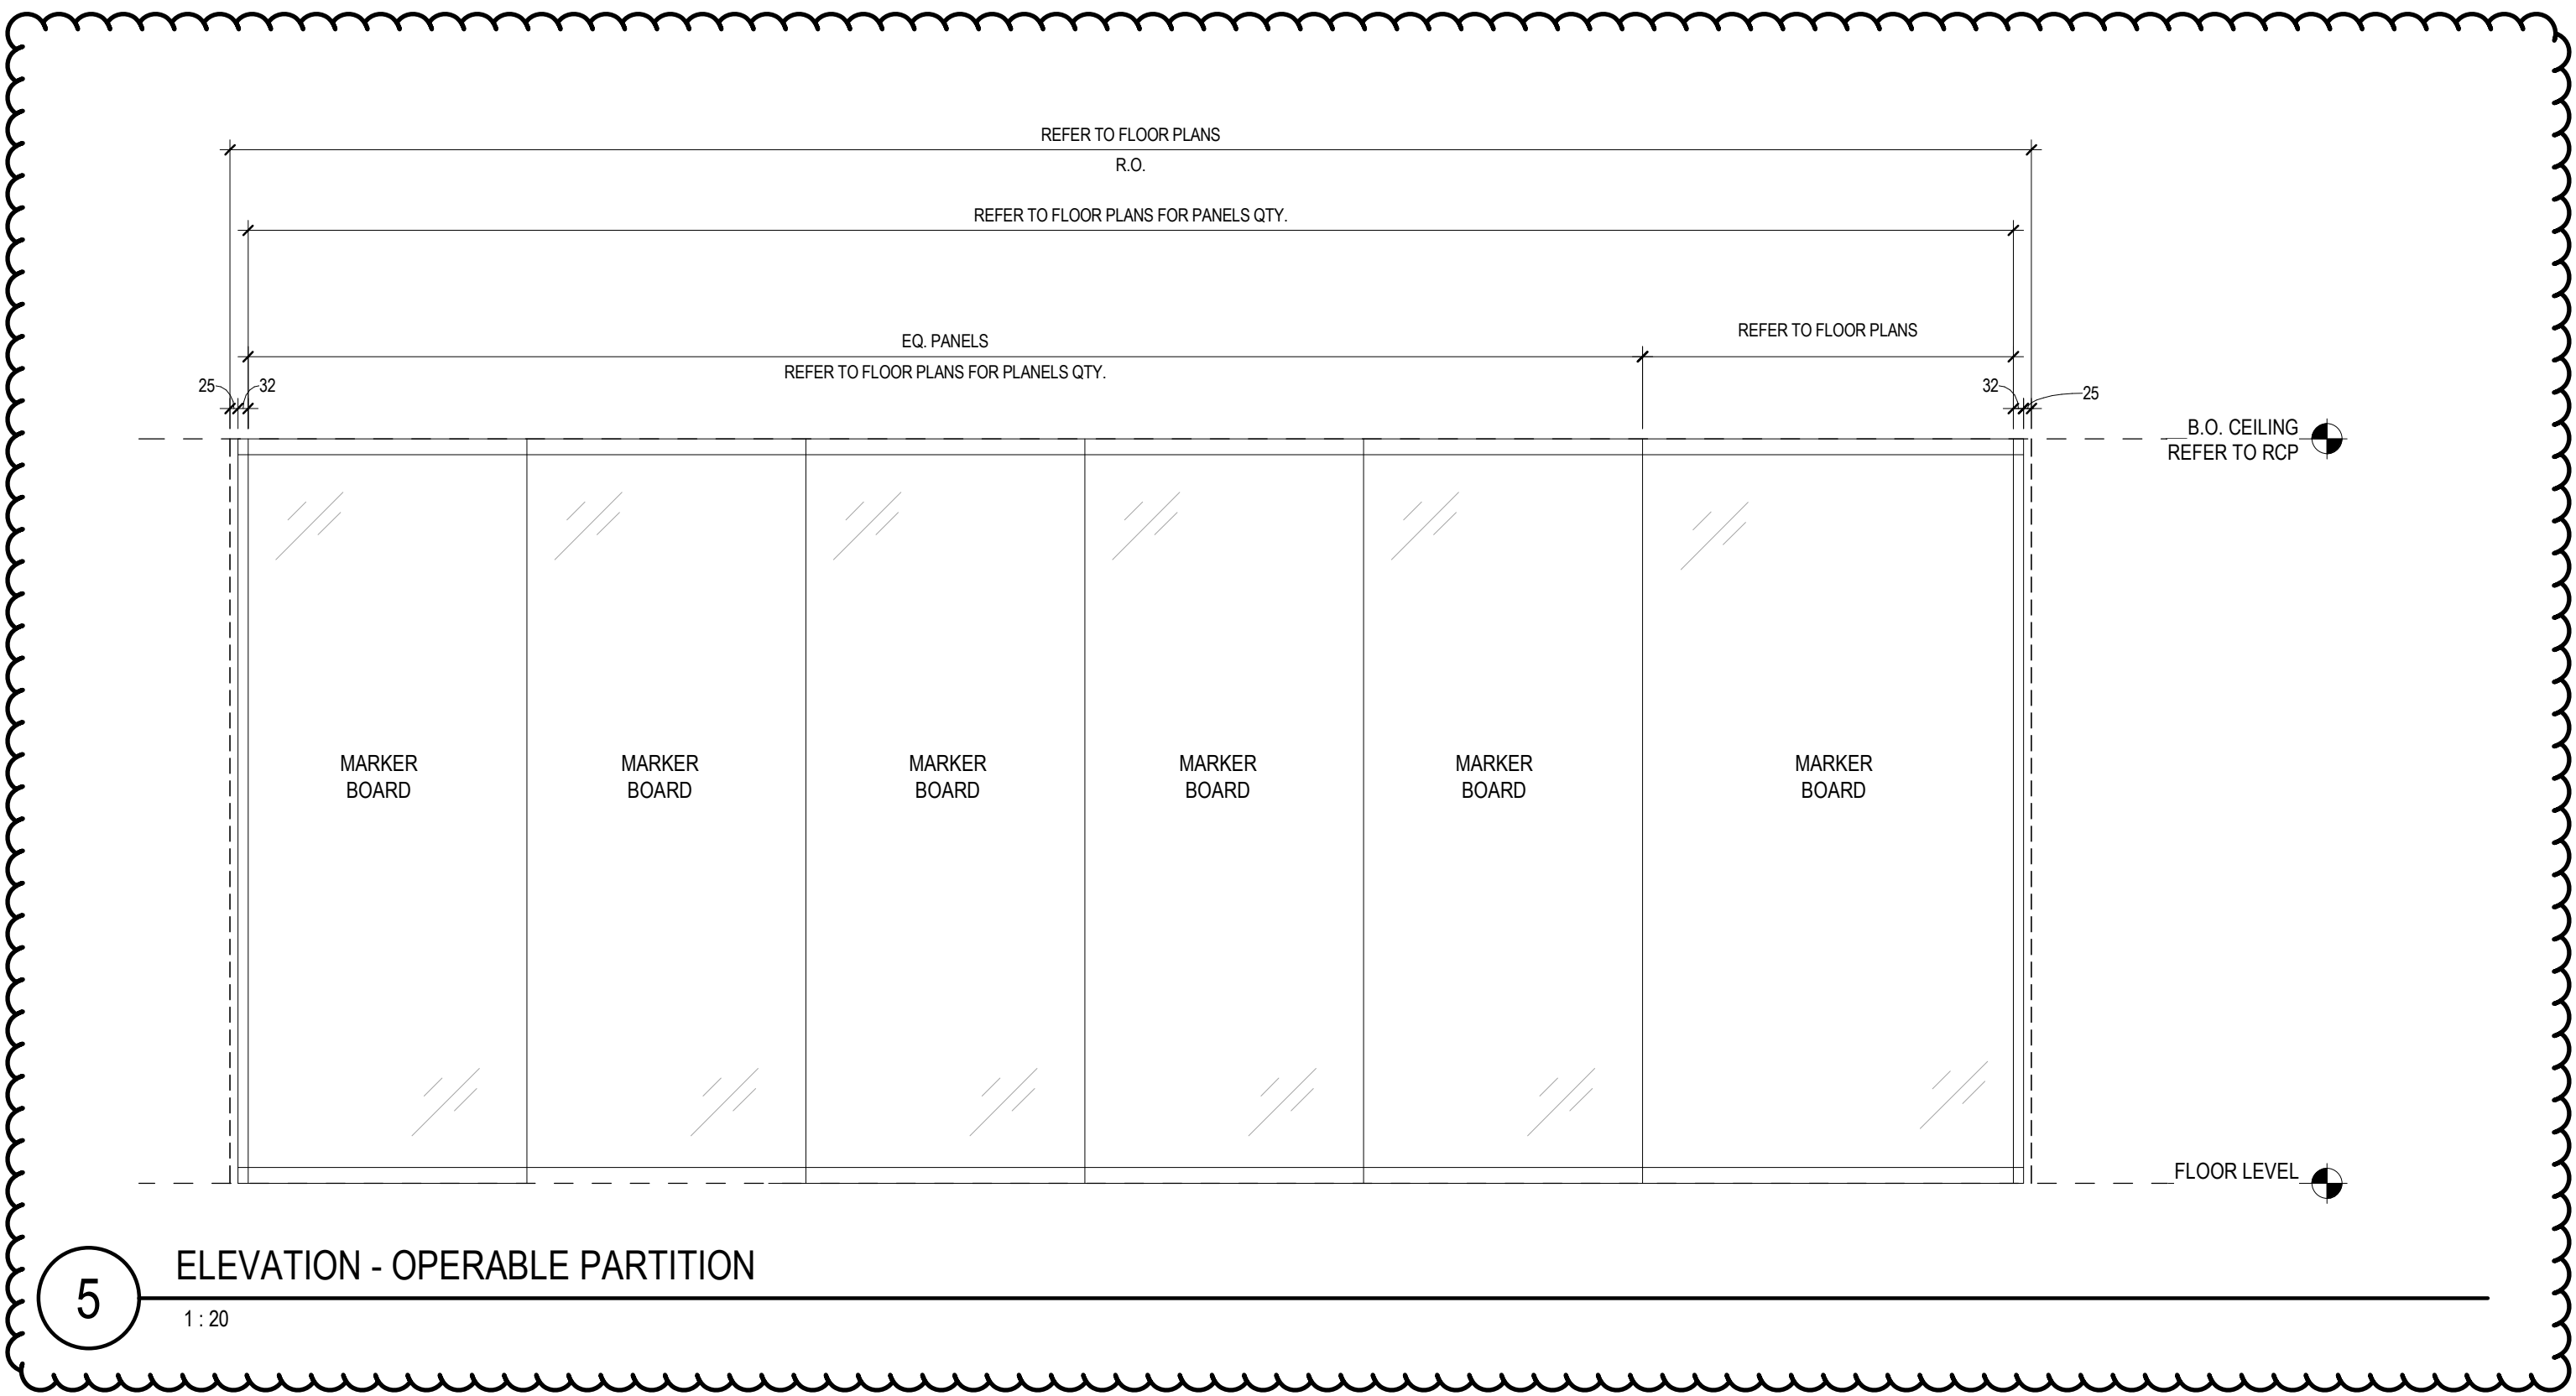 REFER TO FLOOR PLANS
R.O.
REFER TO FLOOR PLANS FOR PANELS QTY.
EQ. PANELS
REFER TO FLOOR PLANS FOR PLANELS QTY.
REFER TO FLOOR PLANS
25
32
32
25
B.O. CEILING
REFER TO RCP
MARKER
BOARD
MARKER
BOARD
MARKER
BOARD
MARKER
BOARD
MARKER
BOARD
MARKER
BOARD
FLOOR LEVEL
5
ELEVATION - OPERABLE PARTITION
1 : 20